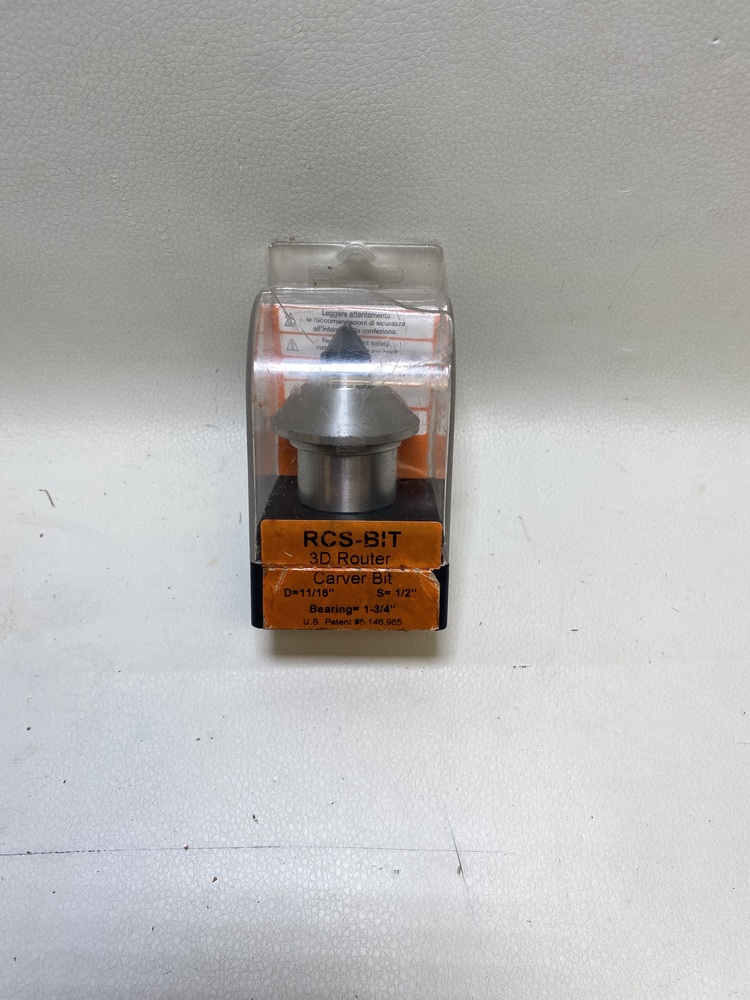 Leggere attentamente
le raccomandazioni di sicurezza
all'interno confezione.
safety
RCS-BIT
3D Router
Carver Bit
D=11/16" S= 1/2"
Bearing= 1-3/4"
U.S. Patent #5,146,965